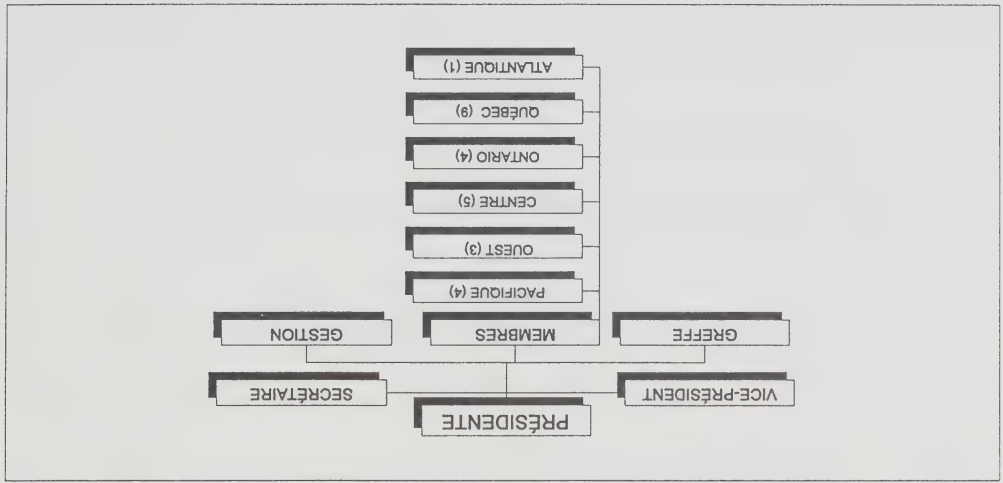 PRÉSIDENTE
VICE-PRÉSIDENT
SECRÉTAIRE
GREFFE
MEMBRES
GESTION
PACIFIQUE (4)
OUEST (3)
CENTRE (5)
ONTARIO (4)
QUÉBEC (9)
ATLANTIQUE (1)